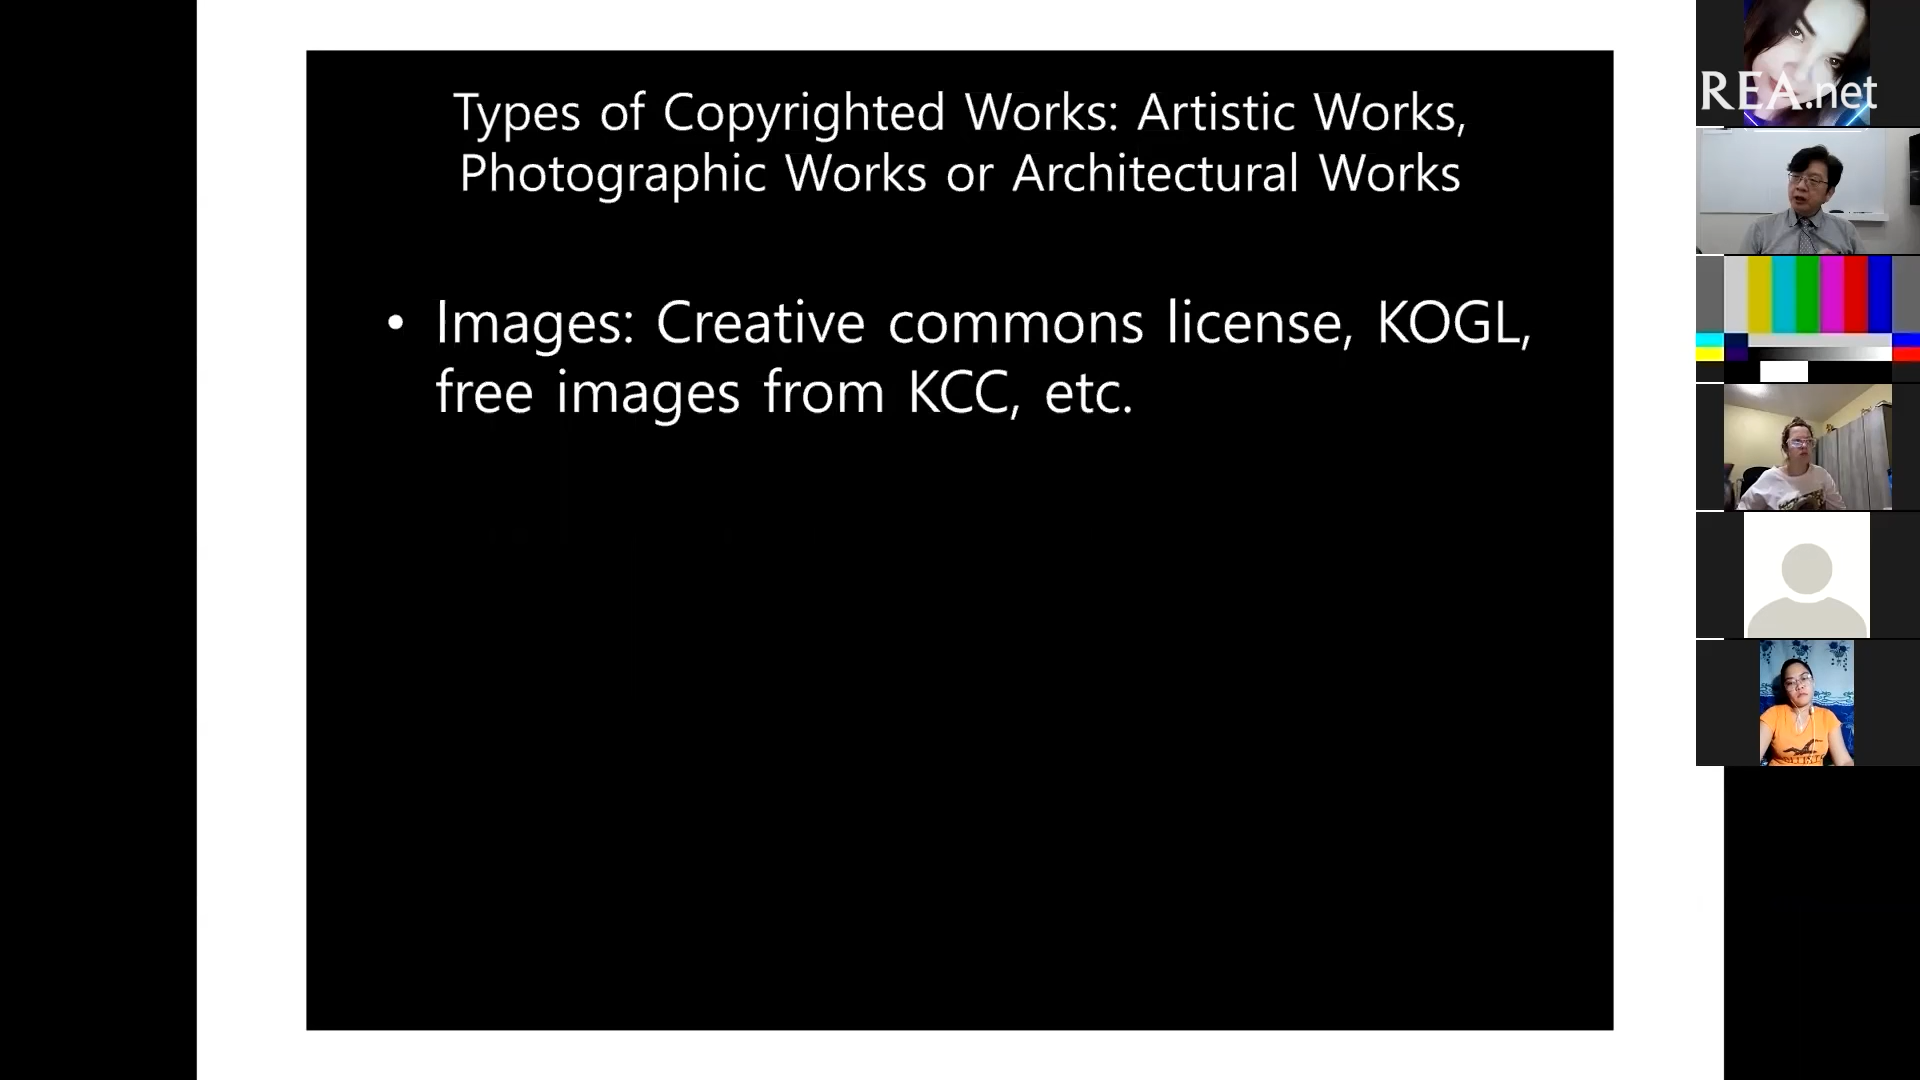 Types of Copyrighted Works: Artistic Works,
Photographic Works or Architectural Works
• Images: Creative commons license, KOGL,
free images from KCC, etc.
REA.net